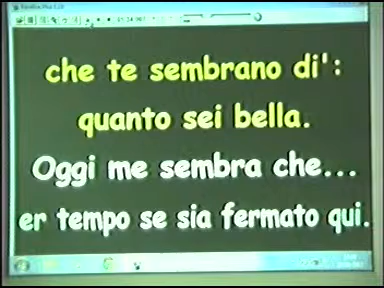 che te sembrano di':
quanto sei bella.
Oggi me sembra che...
er tempo se sia fermato qui.